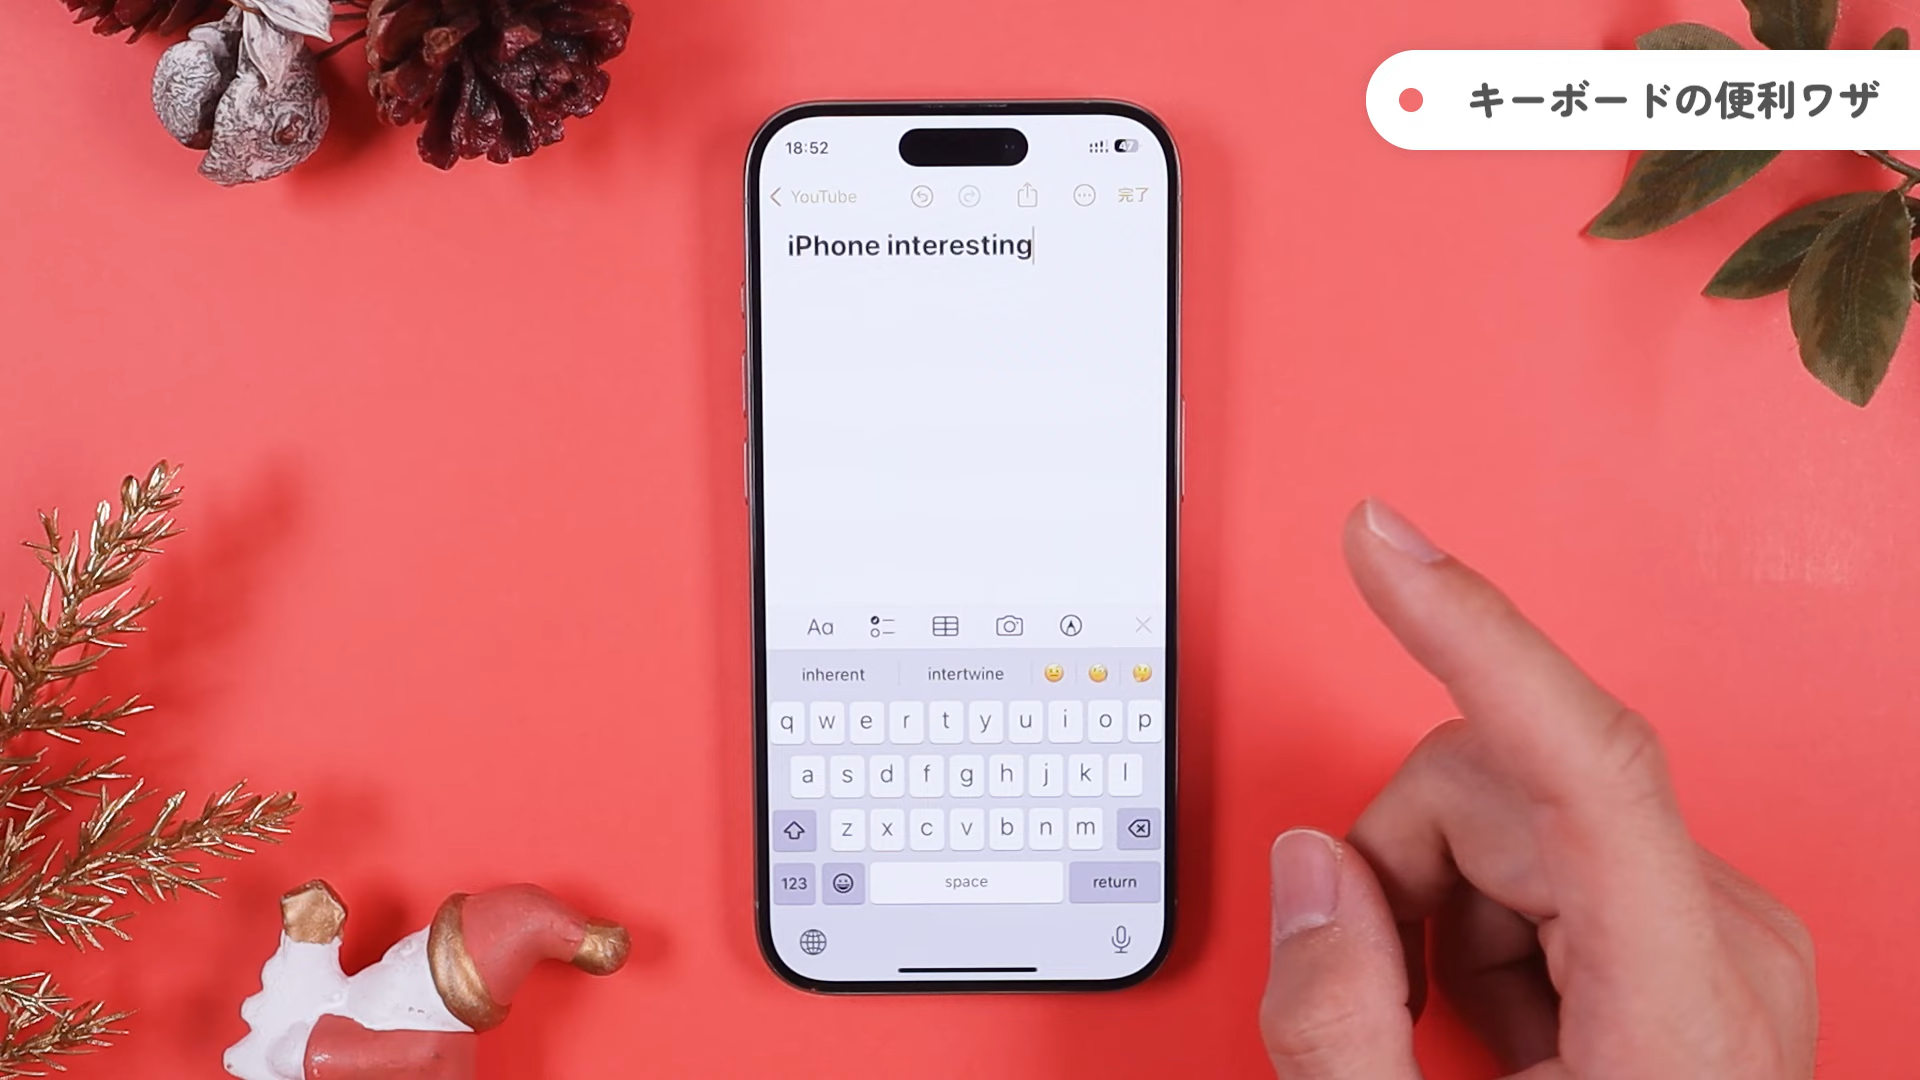 キーボードの便利ワザ
18:52
47
YouTube
完了
iPhone interesting
Aa
inherent intertwine
q w e r t y u i o p
a s d f g h j k l
z x c v b n m
123 space return